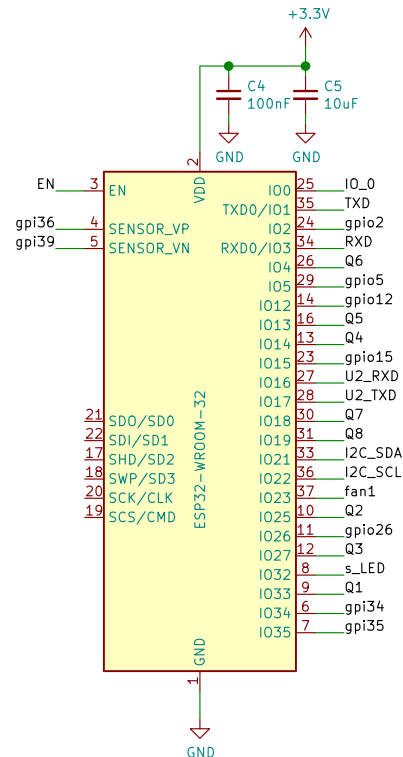 +3.3V
C4
100nF
C5
10uF
GND
GND
2
VDD
EN 3 EN
gpi36 4 SENSOR_VP
gpi39 5 SENSOR_VN
21 SDO/SD0
22 SDI/SD1
17 SHD/SD2
18 SWP/SD3
20 SCK/CLK
19 SCS/CMD
ESP32-WROOM-32
IO0 25 IO_0
TXD0/IO1 35 TXD
IO2 24 gpio2
RXD0/IO3 34 RXD
IO4 26 Q6
IO5 29 gpio5
IO12 14 gpio12
IO13 16 Q5
IO14 13 Q4
IO15 23 gpio15
IO16 27 U2_RXD
IO17 28 U2_TXD
IO18 30 Q7
IO19 31 Q8
IO21 33 I2C_SDA
IO22 36 I2C_SCL
IO23 37 fan1
IO25 10 Q2
IO26 11 gpio26
IO27 12 Q3
IO32 8 s_LED
IO33 9 Q1
IO34 6 gpi34
IO35 7 gpi35
GND
1
GND